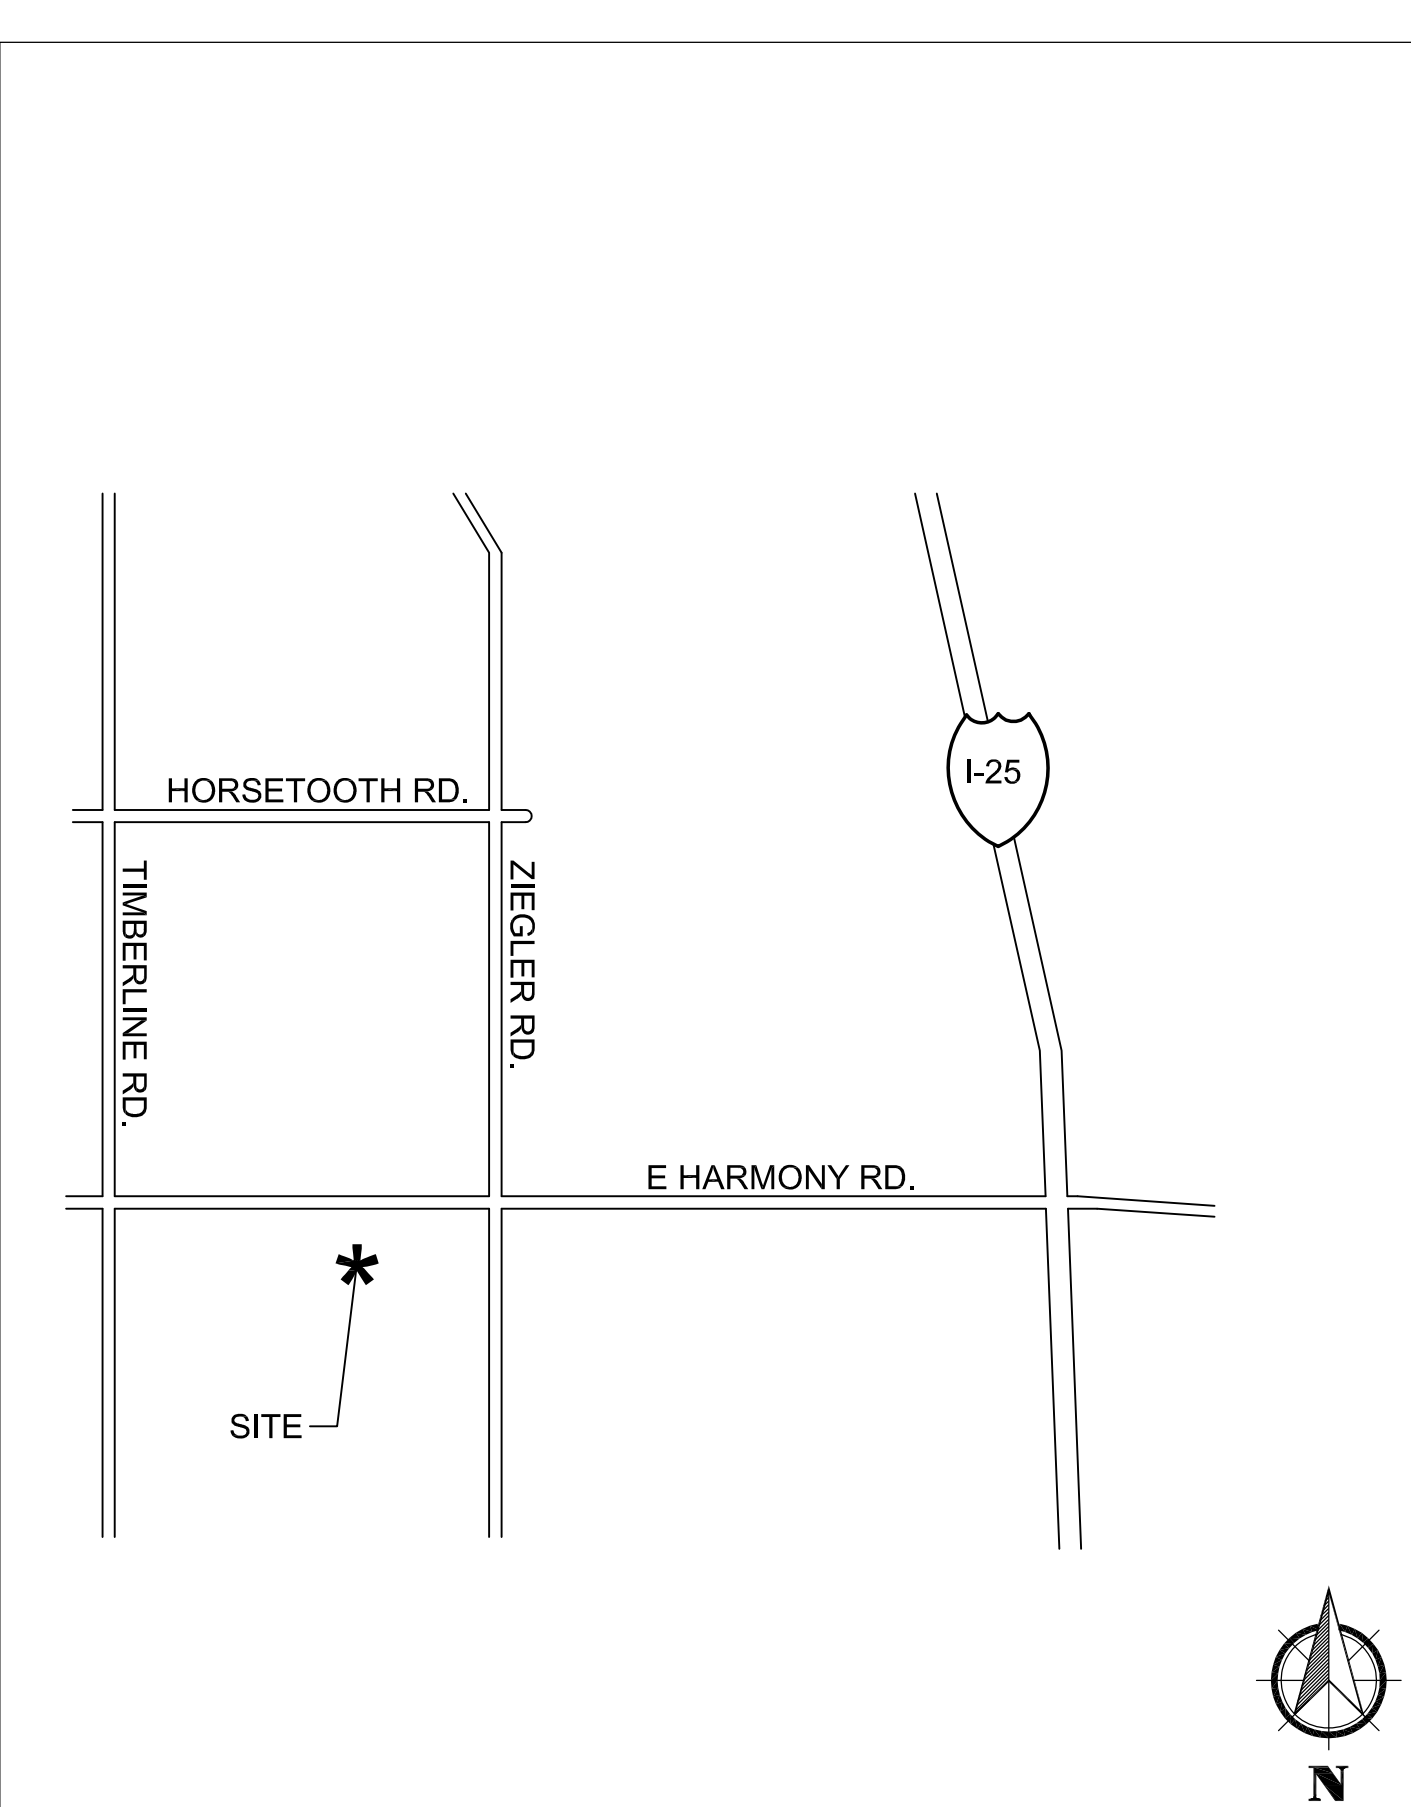 I-25
HORSETOOTH RD.
TIMBERLINE RD.
ZIEGLER RD.
E HARMONY RD.
SITE
N